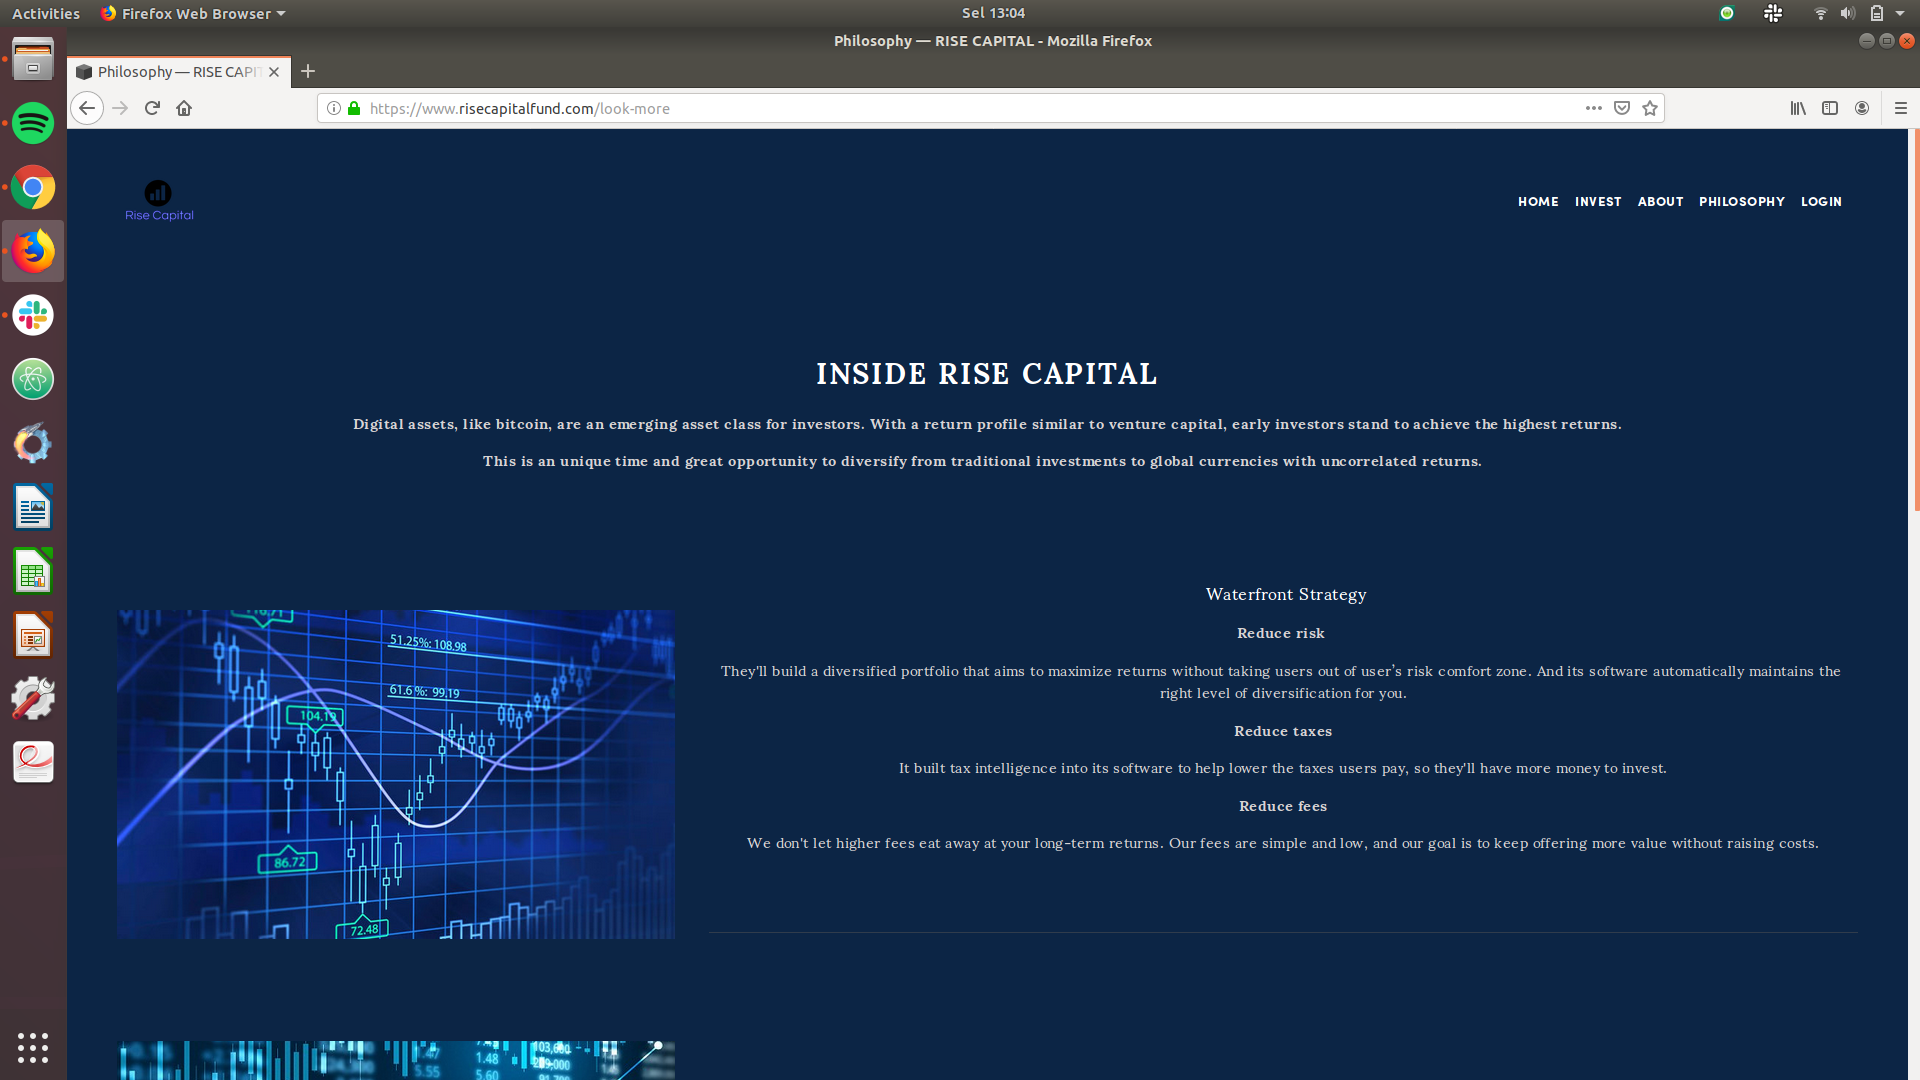 Activities
Firefox Web Browser
Sel 13:04
Philosophy — RISE CAPITAL - Mozilla Firefox
Philosophy — RISE CAPIT
https://www.risecapitalfund.com/look-more
Rise Capital
HOME INVEST ABOUT PHILOSOPHY LOGIN
INSIDE RISE CAPITAL
Digital assets, like bitcoin, are an emerging asset class for investors. With a return profile similar to venture capital, early investors stand to achieve the highest returns.
This is an unique time and great opportunity to diversify from traditional investments to global currencies with uncorrelated returns.
Waterfront Strategy
Reduce risk
They'll build a diversified portfolio that aims to maximize returns without taking users out of user’s risk comfort zone. And its software automatically maintains the
right level of diversification for you.
Reduce taxes
It built tax intelligence into its software to help lower the taxes users pay, so they'll have more money to invest.
Reduce fees
We don't let higher fees eat away at your long-term returns. Our fees are simple and low, and our goal is to keep offering more value without raising costs.
51.25%: 108.98
61.6%: 99.19
104.19
86.72
72.48
1.48
5.55
5.60